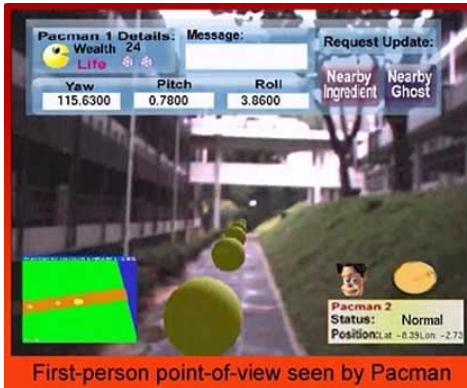 Pacman 1 Details:
Message:
Request Update:
Wealth 24
Life
Yaw Pitch Roll
115.6300 0.7800 3.8600
Nearby Ingredient
Nearby Ghost
Pacman 2
Status: Normal
Position: Lat: -8.39Lon: -2.73
First-person point-of-view seen by Pacman